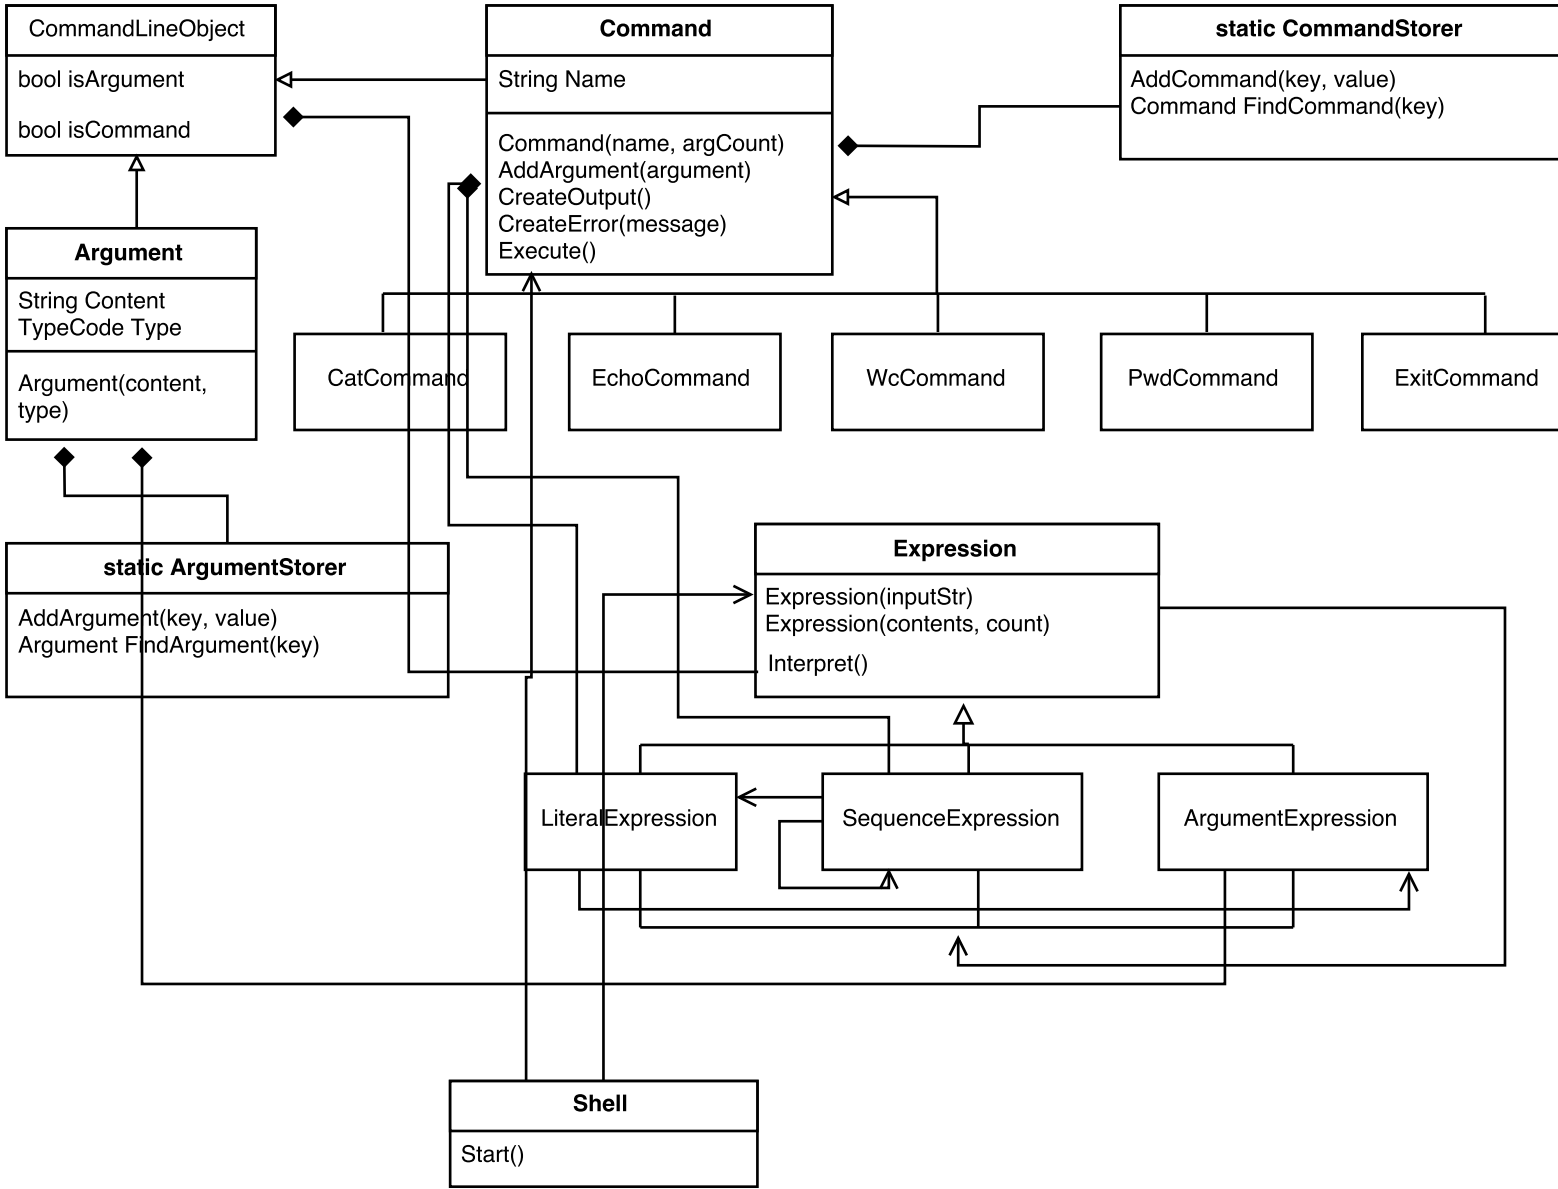 CommandLineObject
bool isArgument
bool isCommand
Command
String Name
Command(name, argCount)
AddArgument(argument)
CreateOutput()
CreateError(message)
Execute()
static CommandStorer
AddCommand(key, value)
Command FindCommand(key)
Argument
String Content
TypeCode Type
Argument(content,
type)
CatCommand
EchoCommand
WcCommand
PwdCommand
ExitCommand
static ArgumentStorer
AddArgument(key, value)
Argument FindArgument(key)
Expression
Expression(inputStr)
Expression(contents, count)
Interpret()
LiteralExpression
SequenceExpression
ArgumentExpression
Shell
Start()